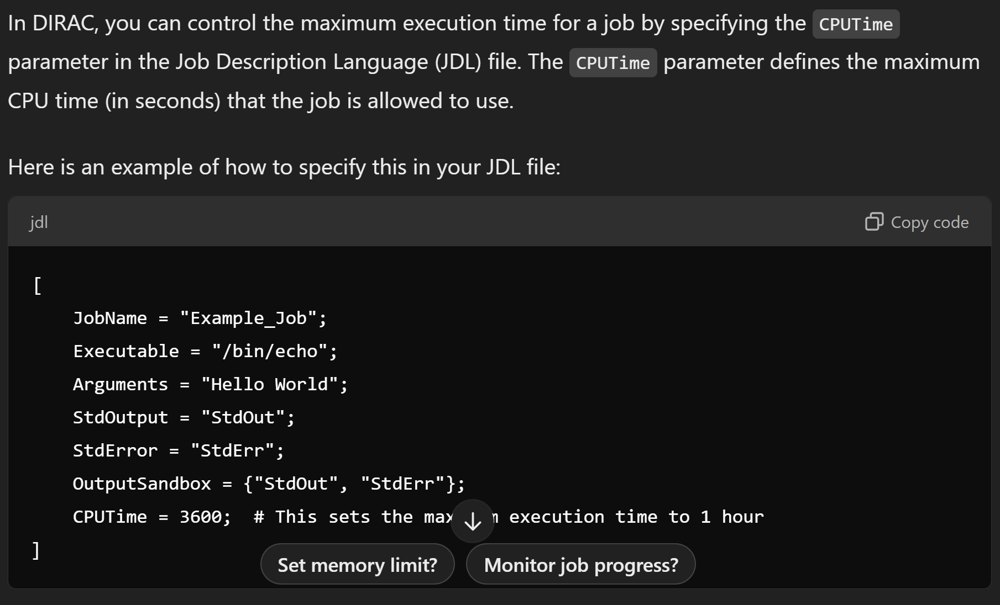 In DIRAC, you can control the maximum execution time for a job by specifying the CPUTime
parameter in the Job Description Language (JDL) file. The CPUTime parameter defines the maximum
CPU time (in seconds) that the job is allowed to use.
Here is an example of how to specify this in your JDL file:
jdl
Copy code
[
JobName = "Example_Job";
Executable = "/bin/echo";
Arguments = "Hello World";
StdOutput = "StdOut";
StdError = "StdErr";
OutputSandbox = {"StdOut", "StdErr"};
CPUTime = 3600;  # This sets the execution time to 1 hour
]
Set memory limit?
Monitor job progress?